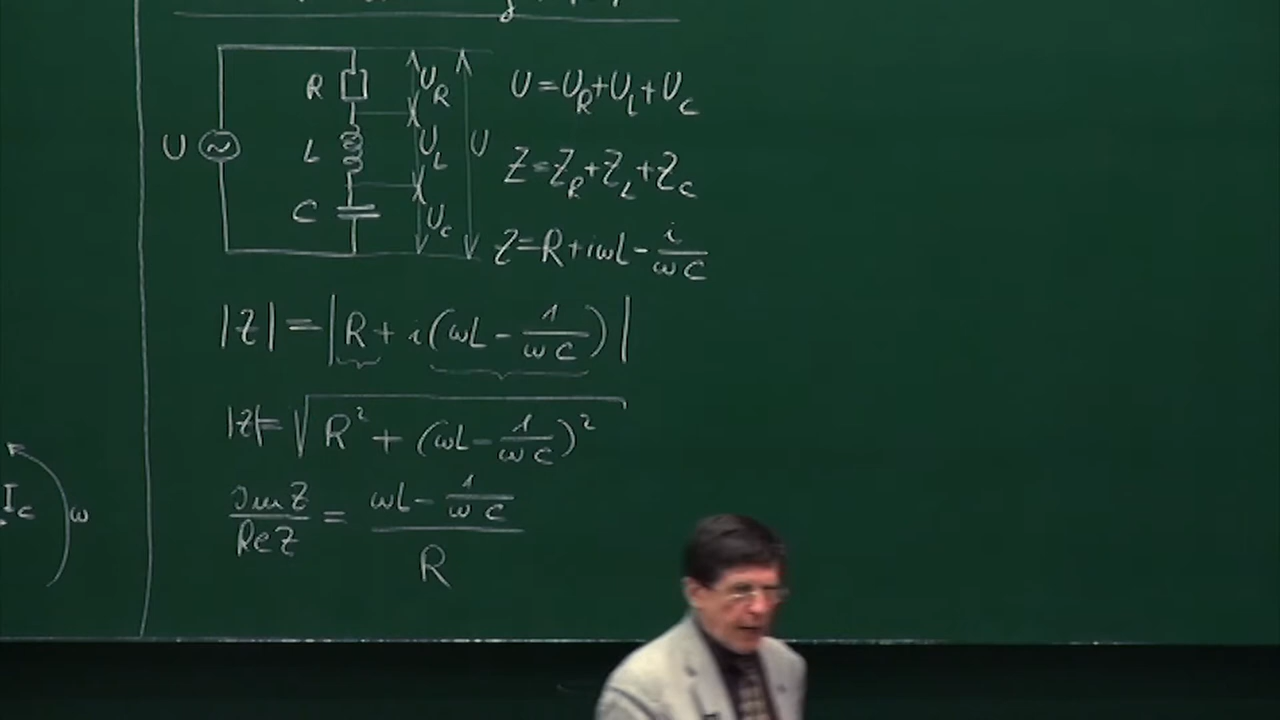 U ~ R L C U_R U_L U_C U
U = U_R + U_L + U_C
Z = Z_R + Z_L + Z_C
Z = R + iωL - i/(ωC)
|Z| = |R + i(ωL - 1/(ωC))|
|Z| = √(R² + (ωL - 1/(ωC))²)
Im Z / Re Z = (ωL - 1/(ωC)) / R
I_C ω